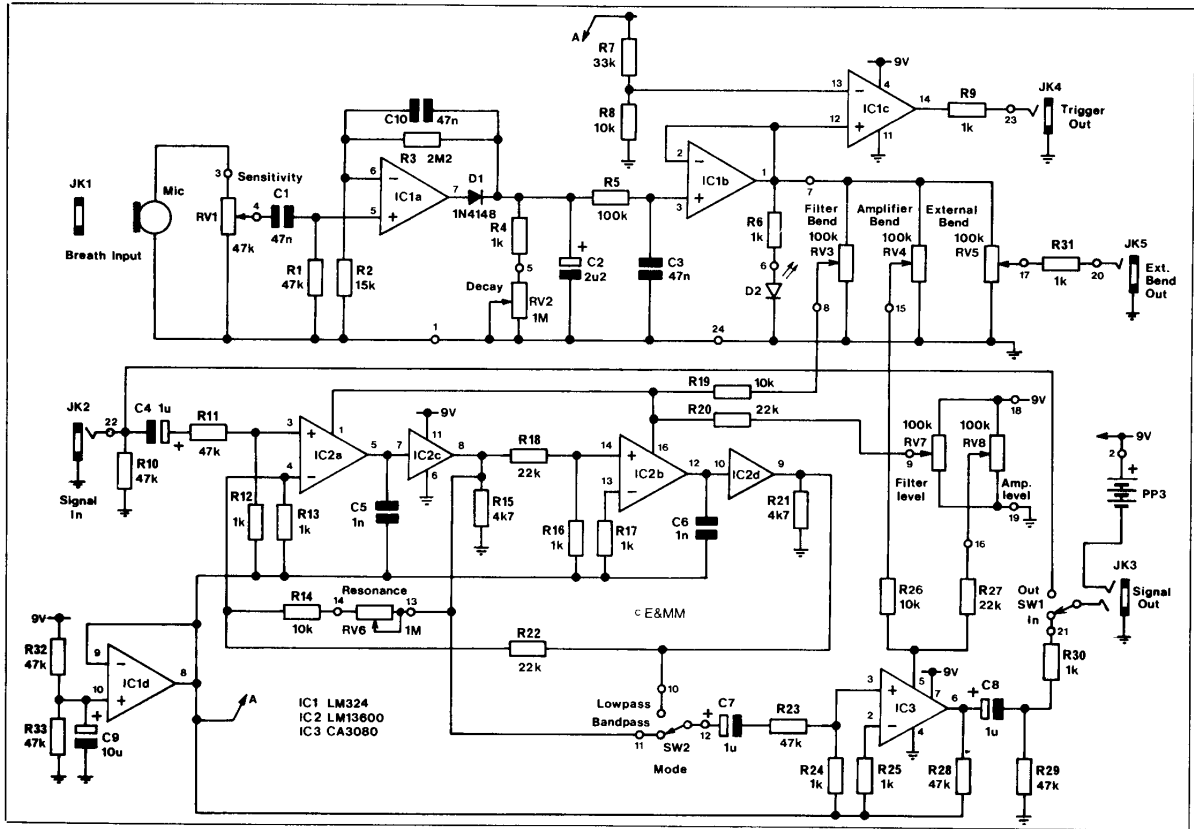 A
R7
33k
R8
10k
9V
13
4
IC1c
12
14
11
R9
1k
23
JK4
Trigger
Out
C10
47n
R3
2M2
6
5
IC1a
7
D1
1N4148
R4
1k
5
Decay
RV2
1M
C2
2u2
R5
100k
C3
47n
2
3
IC1b
1
R6
1k
6
D2
7
Filter
Bend
100k
RV3
8
Amplifier
Bend
100k
RV4
15
External
Bend
100k
RV5
17
R31
1k
20
JK5
Ext.
Bend
Out
JK1
Mic
Breath Input
3
Sensitivity
4
C1
47n
RV1
47k
R1
47k
R2
15k
1
24
JK2
22
C4
1u
R11
47k
R10
47k
Signal
In
R12
1k
R13
1k
3
4
1
IC2a
5
C5
1n
7
9V
11
IC2c
6
8
R15
4k7
R18
22k
R16
1k
R17
1k
14
13
16
IC2b
12
C6
1n
10
IC2d
9
R21
4k7
R19
10k
R20
22k
9
100k
RV7
Filter
level
100k
RV8
Amp.
level
9V
18
19
16
9V
2
PP3
R14
10k
14
Resonance
RV6
13
1M
R22
22k
c E&MM
R26
10k
R27
22k
Out
SW1
In
21
JK3
Signal
Out
R30
1k
9V
R32
47k
R33
47k
9
10
IC1d
8
C9
10u
A
IC1 LM324
IC2 LM13600
IC3 CA3080
10
Lowpass
Bandpass
11
SW2
Mode
12
C7
1u
R23
47k
R24
1k
R25
1k
3
2
5
9V
7
IC3
4
6
C8
1u
R28
47k
R29
47k